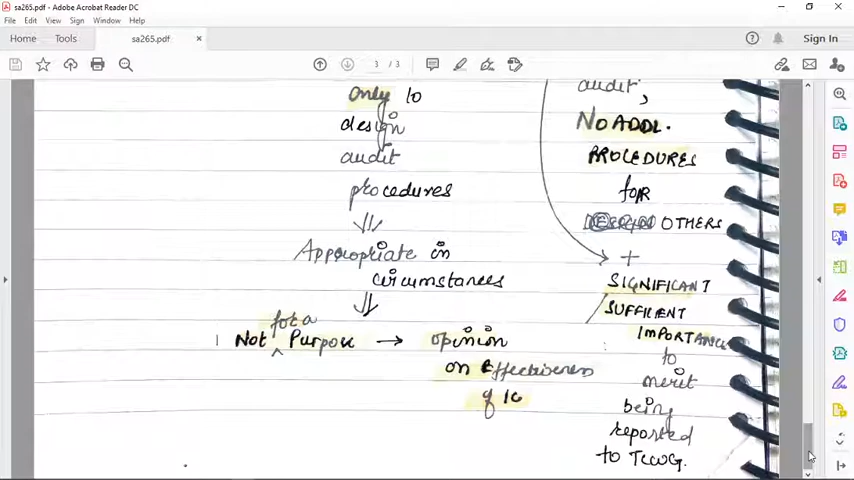 sa265.pdf - Adobe Acrobat Reader DC
File Edit View Sign Window Help
Home Tools sa265.pdf × Sign In
3 / 3
Only IC
design
audit
procedures
Appropriate in
circumstances
for a
Not Purpose → opinion
on Effectiveness
of IC
audit,
NO ADDL.
PROCEDURES
FOR
OTHERS
+
SIGNIFICANT
SUFFICIENT
IMPORTANCE
to
merit
being
reported
to TCWG.